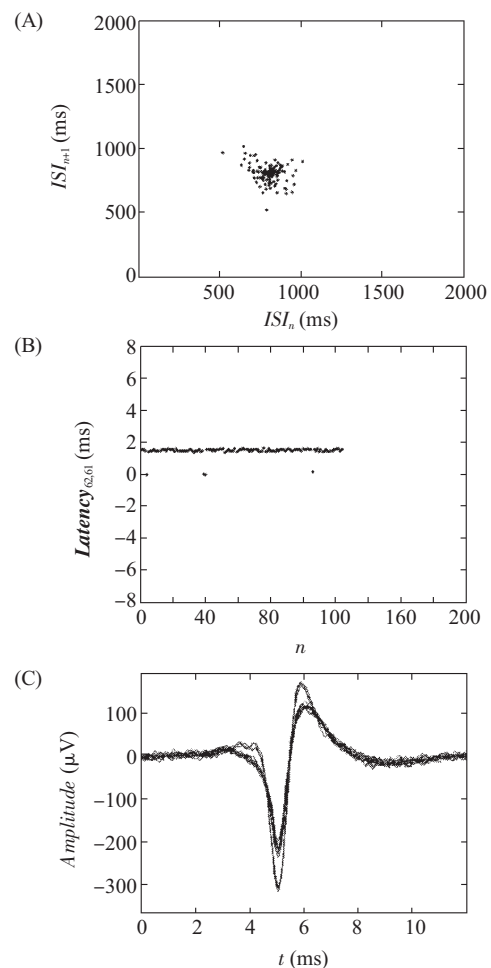 (A)
2000
1500
1000
500
0
ISIₙ₊₁ (ms)
500 1000 1500 2000
ISIₙ (ms)
(B)
8
6
4
2
0
−2
−4
−6
−8
Latency₆₂,₆₁ (ms)
0 40 80 100 120 200
n
(C)
100
0
−100
−200
−300
Amplitude (μV)
0 2 4 6 8 10
t (ms)